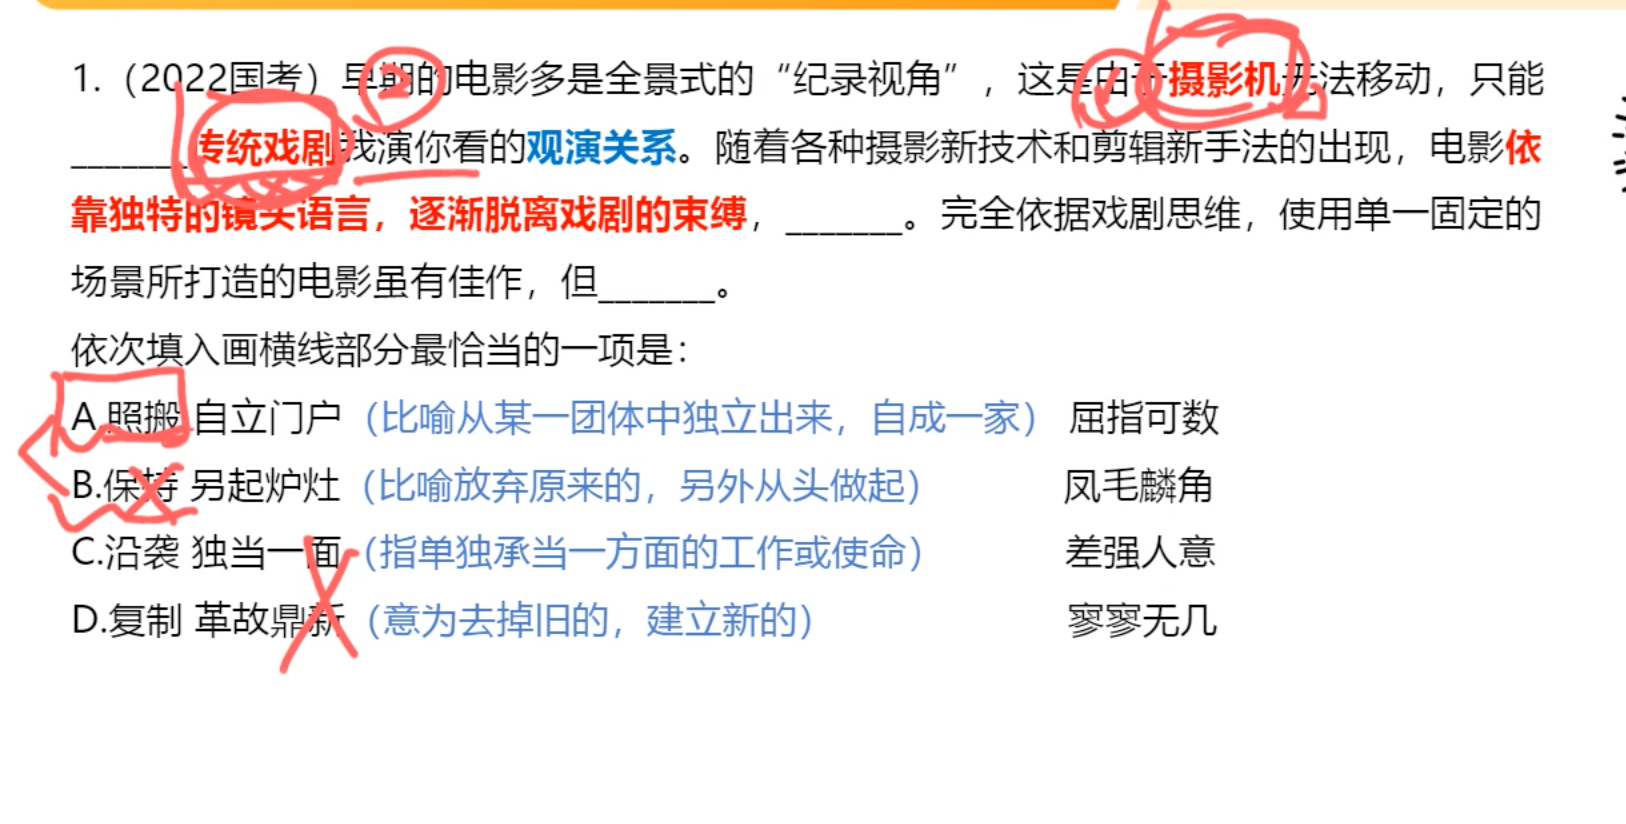 1.（2022国考）早期的电影多是全景式的“纪录视角”，这是由于摄影机无法移动，只能
_______传统戏剧我演你看的观演关系。随着各种摄影新技术和剪辑新手法的出现，电影依
靠独特的镜头语言，逐渐脱离戏剧的束缚，_______。完全依据戏剧思维，使用单一固定的
场景所打造的电影虽有佳作，但_______。
依次填入画横线部分最恰当的一项是：
A.照搬 自立门户（比喻从某一团体中独立出来，自成一家） 屈指可数
B.保持 另起炉灶（比喻放弃原来的，另外从头做起） 凤毛麟角
C.沿袭 独当一面（指单独承当一方面的工作或使命） 差强人意
D.复制 革故鼎新（意为去掉旧的，建立新的） 寥寥无几